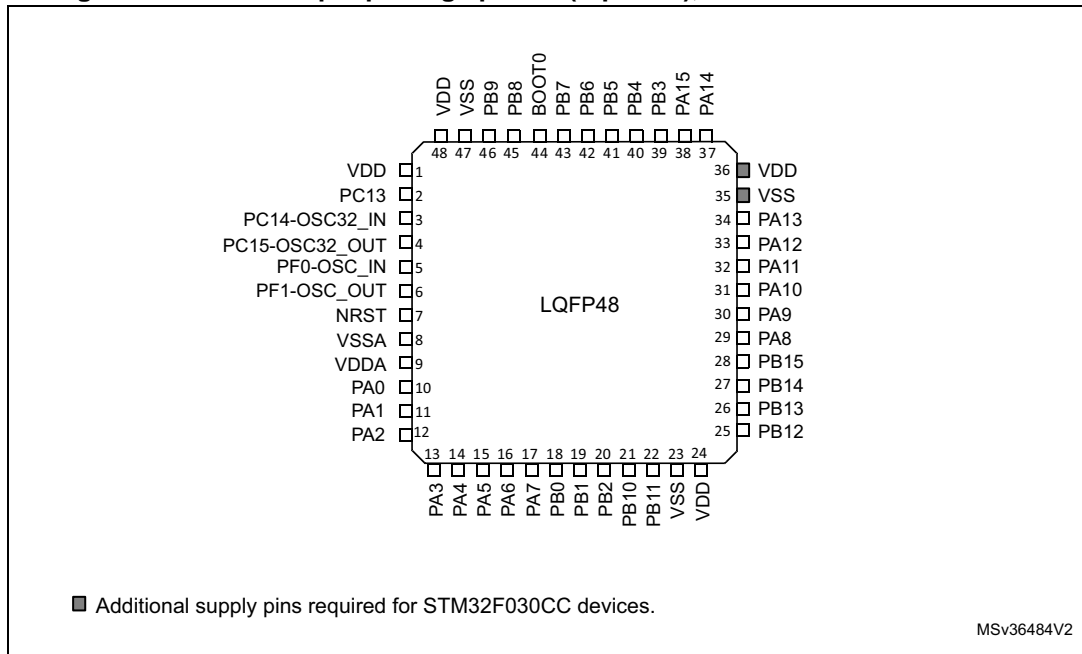 VDD
VSS
PB9
PB8
BOOT0
PB7
PB6
PB5
PB4
PB3
PA15
PA14
48 47 46 45 44 43 42 41 40 39 38 37
VDD 1 36 VDD
PC13 2 35 VSS
PC14-OSC32_IN 3 34 PA13
PC15-OSC32_OUT 4 33 PA12
PF0-OSC_IN 5 32 PA11
PF1-OSC_OUT 6 31 PA10
LQFP48
NRST 7 30 PA9
VSSA 8 29 PA8
VDDA 9 28 PB15
PA0 10 27 PB14
PA1 11 26 PB13
PA2 12 25 PB12
13 14 15 16 17 18 19 20 21 22 23 24
PA3
PA4
PA5
PA6
PA7
PB0
PB1
PB2
PB10
PB11
VSS
VDD
Additional supply pins required for STM32F030CC devices.
MSv36484V2